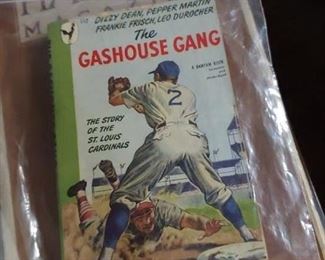 DIZZY DEAN, PEPPER MARTIN
FRANKIE FRISCH, LEO DUROCHER
The
GASHOUSE GANG
A BANTAM BOOK
2
THE STORY
OF THE
ST. LOUIS
CARDINALS